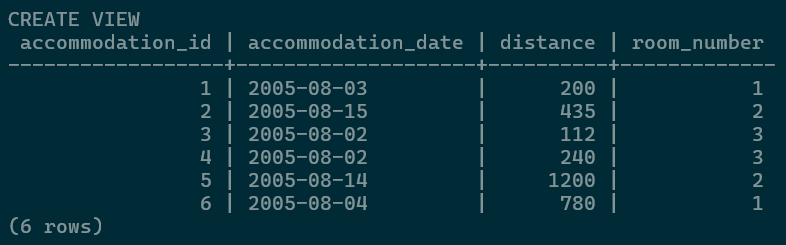 CREATE VIEW
 accommodation_id | accommodation_date | distance | room_number
------------------+--------------------+----------+-------------
                1 | 2005-08-03         |      200 |           1
                2 | 2005-08-15         |      435 |           2
                3 | 2005-08-02         |      112 |           3
                4 | 2005-08-02         |      240 |           3
                5 | 2005-08-14         |     1200 |           2
                6 | 2005-08-04         |      780 |           1
(6 rows)